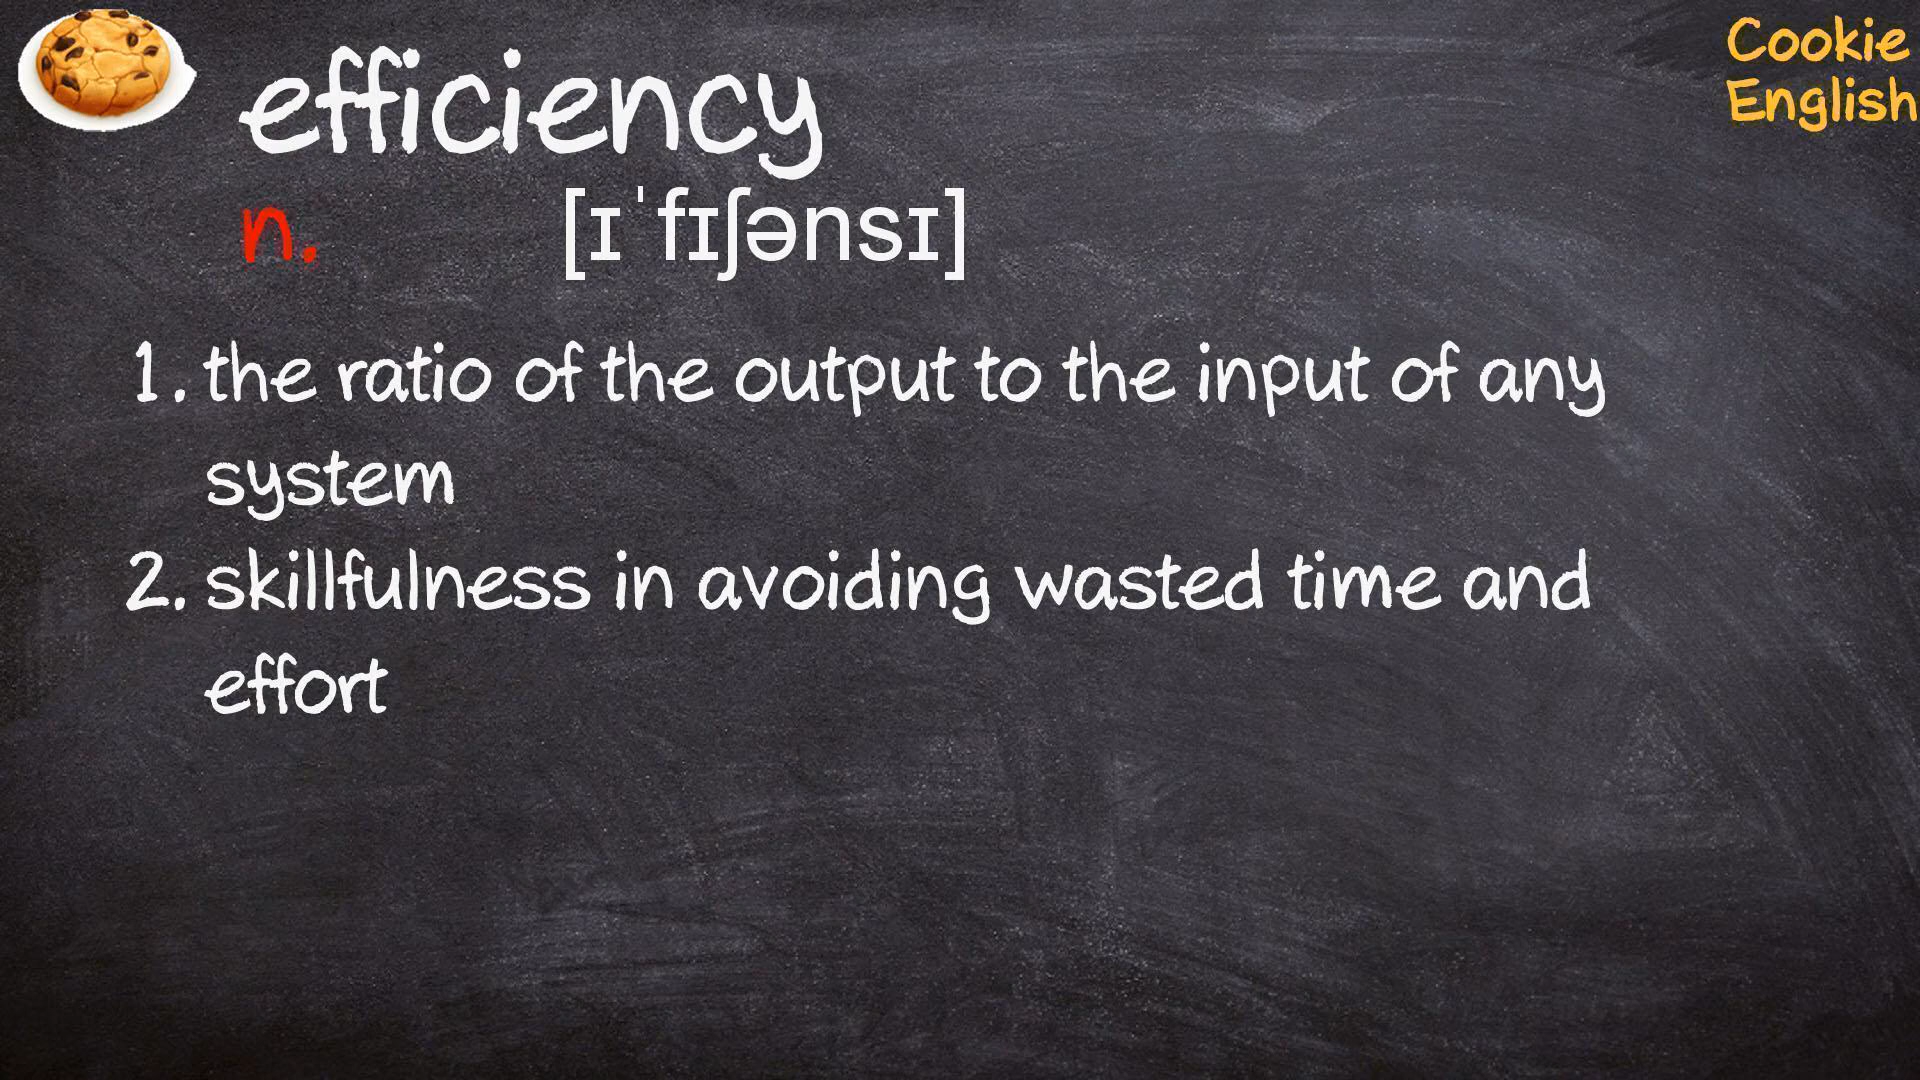 efficiency
Cookie
English
n. [ɪˈfɪʃənsɪ]
1. the ratio of the output to the input of any
system
2. skillfulness in avoiding wasted time and
effort